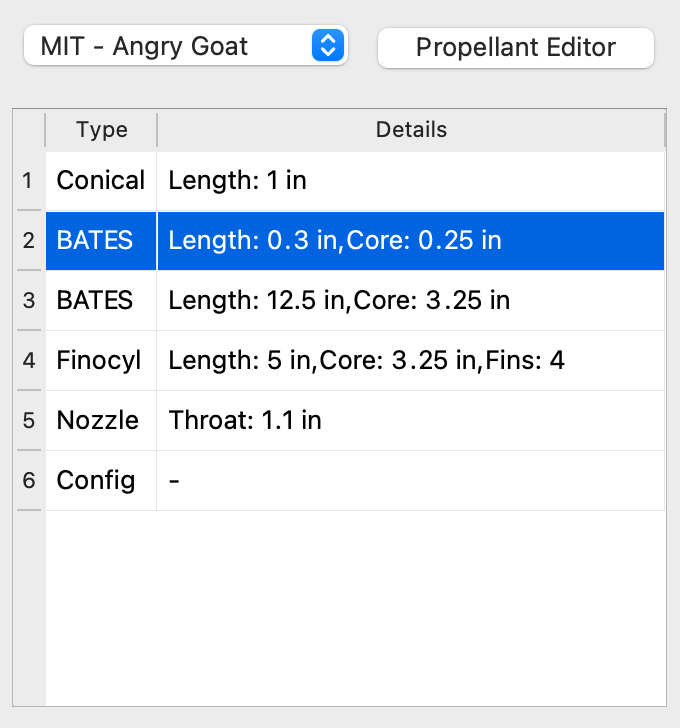 MIT - Angry Goat Propellant Editor
Type Details
1 Conical Length: 1 in
2 BATES Length: 0.3 in,Core: 0.25 in
3 BATES Length: 12.5 in,Core: 3.25 in
4 Finocyl Length: 5 in,Core: 3.25 in,Fins: 4
5 Nozzle Throat: 1.1 in
6 Config -